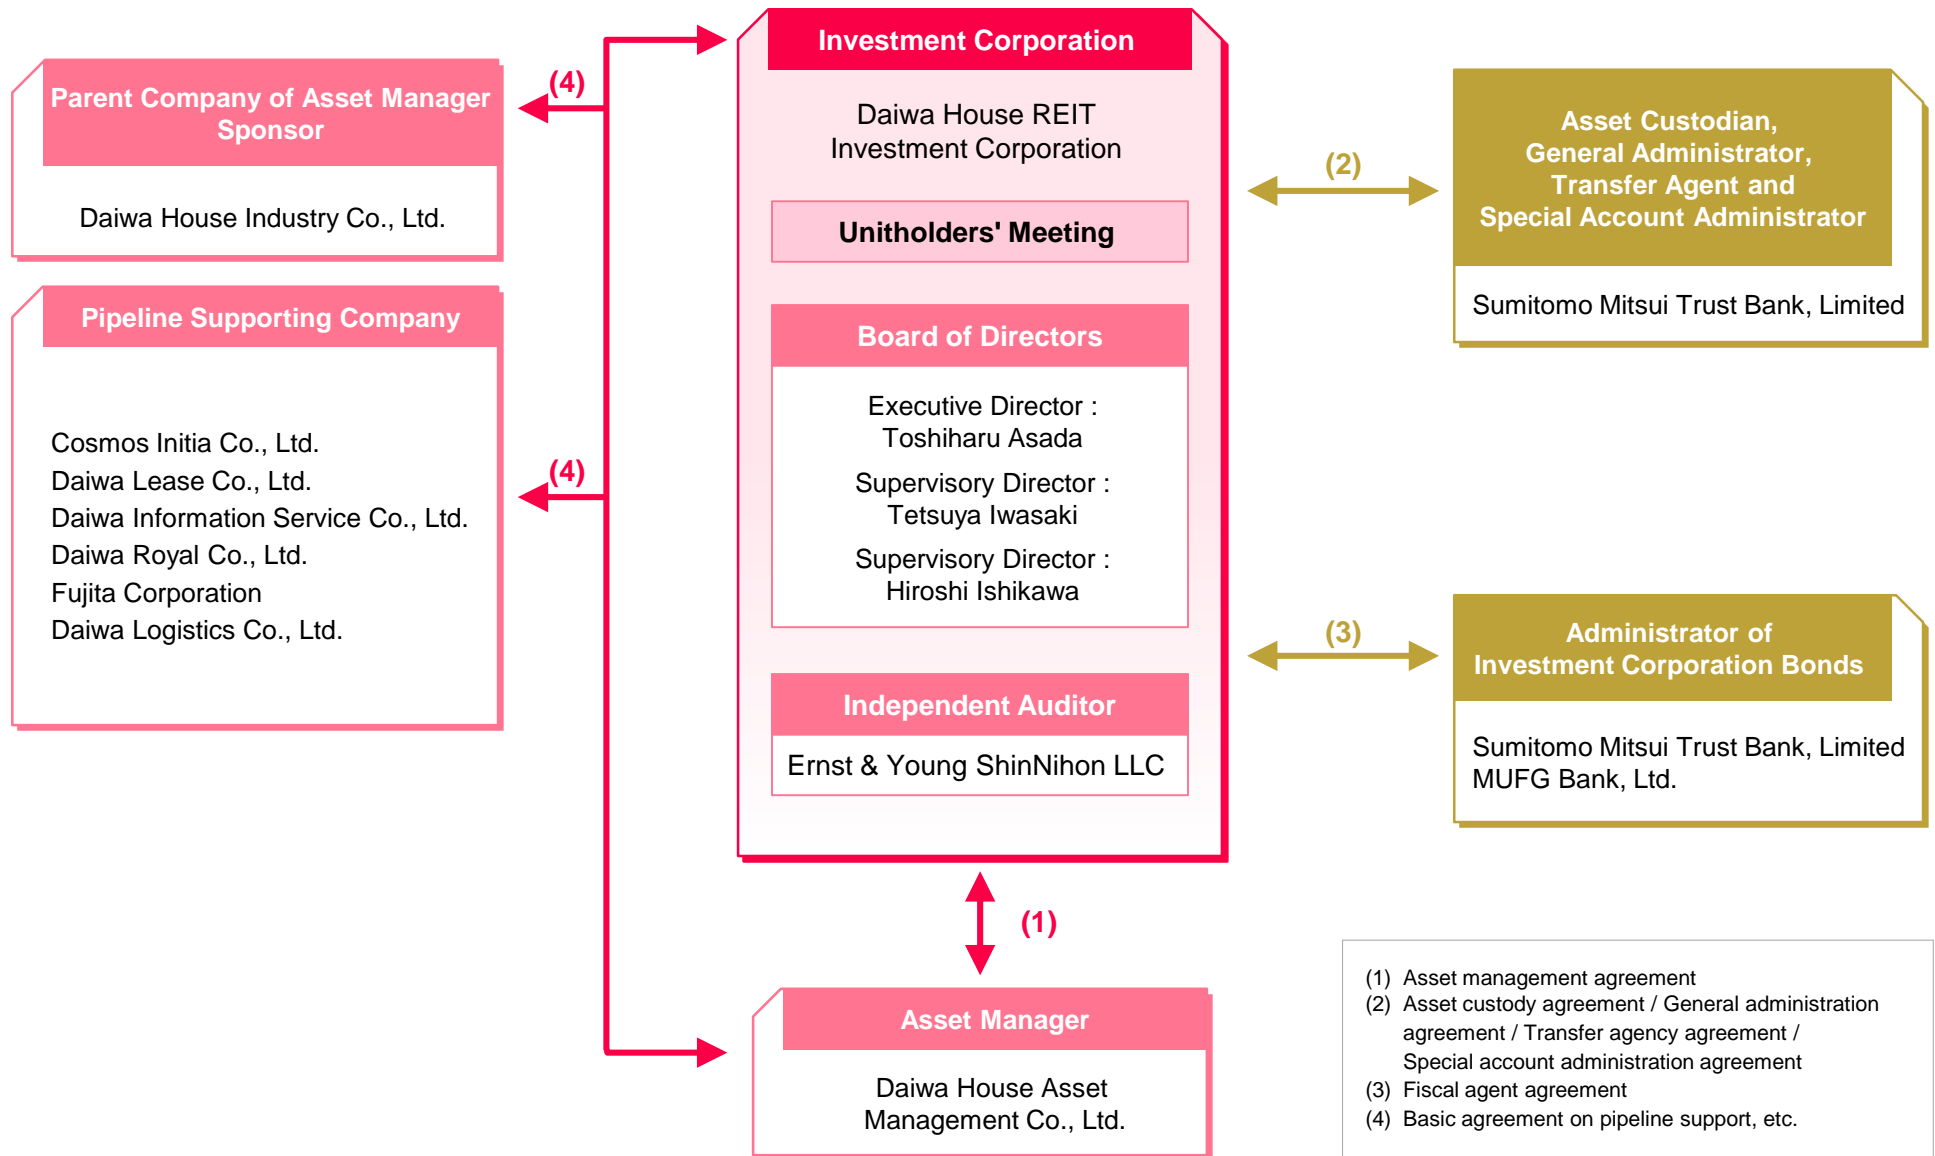 Parent Company of Asset Manager
Sponsor
Daiwa House Industry Co., Ltd.
(4)
Pipeline Supporting Company
Cosmos Initia Co., Ltd.
Daiwa Lease Co., Ltd.
Daiwa Information Service Co., Ltd.
Daiwa Royal Co., Ltd.
Fujita Corporation
Daiwa Logistics Co., Ltd.
(4)
Investment Corporation
Daiwa House REIT
Investment Corporation
Unitholders' Meeting
Board of Directors
Executive Director :
Toshiharu Asada
Supervisory Director :
Tetsuya Iwasaki
Supervisory Director :
Hiroshi Ishikawa
Independent Auditor
Ernst & Young ShinNihon LLC
(1)
Asset Manager
Daiwa House Asset
Management Co., Ltd.
(2)
Asset Custodian,
General Administrator,
Transfer Agent and
Special Account Administrator
Sumitomo Mitsui Trust Bank, Limited
(3)
Administrator of
Investment Corporation Bonds
Sumitomo Mitsui Trust Bank, Limited
MUFG Bank, Ltd.
(1) Asset management agreement
(2) Asset custody agreement / General administration
agreement / Transfer agency agreement /
Special account administration agreement
(3) Fiscal agent agreement
(4) Basic agreement on pipeline support, etc.